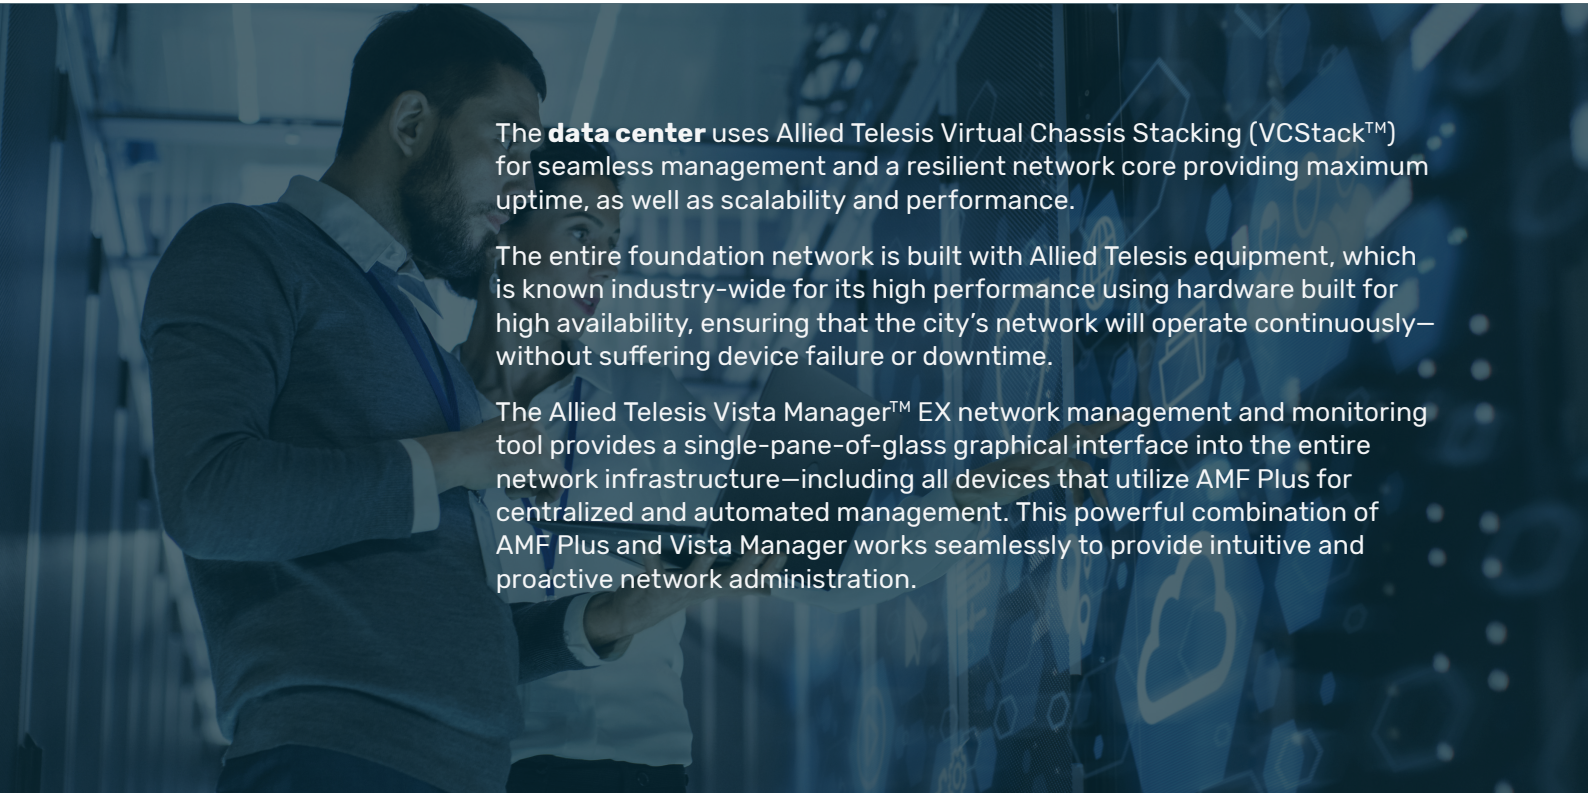 The data center uses Allied Telesis Virtual Chassis Stacking (VCStack™)
for seamless management and a resilient network core providing maximum
uptime, as well as scalability and performance.
The entire foundation network is built with Allied Telesis equipment, which
is known industry-wide for its high performance using hardware built for
high availability, ensuring that the city’s network will operate continuously—
without suffering device failure or downtime.
The Allied Telesis Vista Manager™ EX network management and monitoring
tool provides a single-pane-of-glass graphical interface into the entire
network infrastructure—including all devices that utilize AMF Plus for
centralized and automated management. This powerful combination of
AMF Plus and Vista Manager works seamlessly to provide intuitive and
proactive network administration.